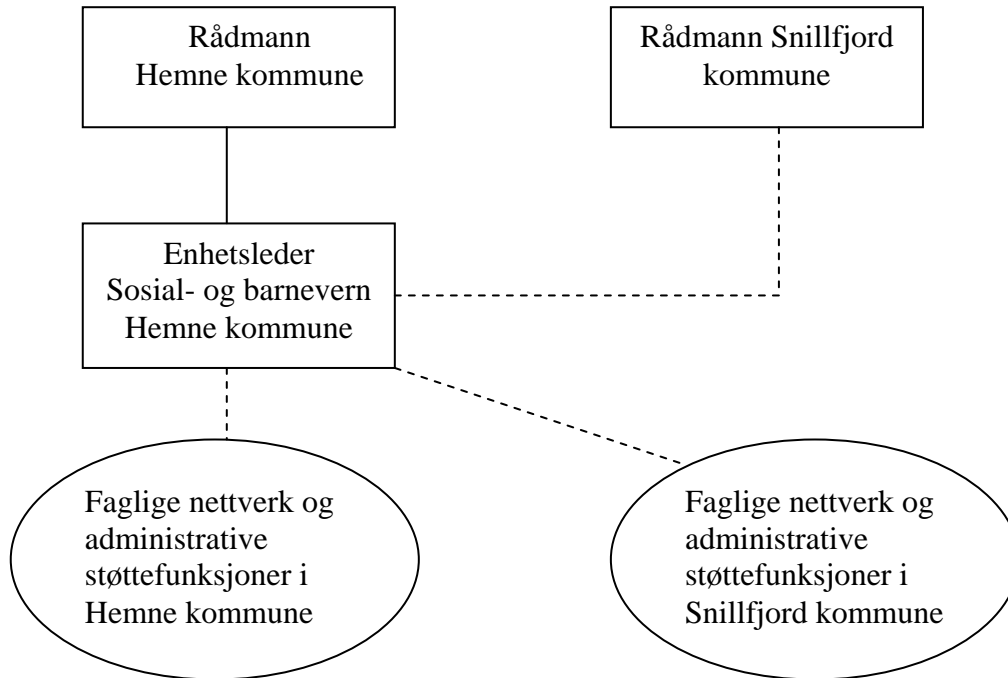 Rådmann
Hemne kommune
Rådmann Snillfjord
kommune
Enhetsleder
Sosial- og barnevern
Hemne kommune
Faglige nettverk og
administrative
støttefunksjoner i
Hemne kommune
Faglige nettverk og
administrative
støttefunksjoner i
Snillfjord kommune